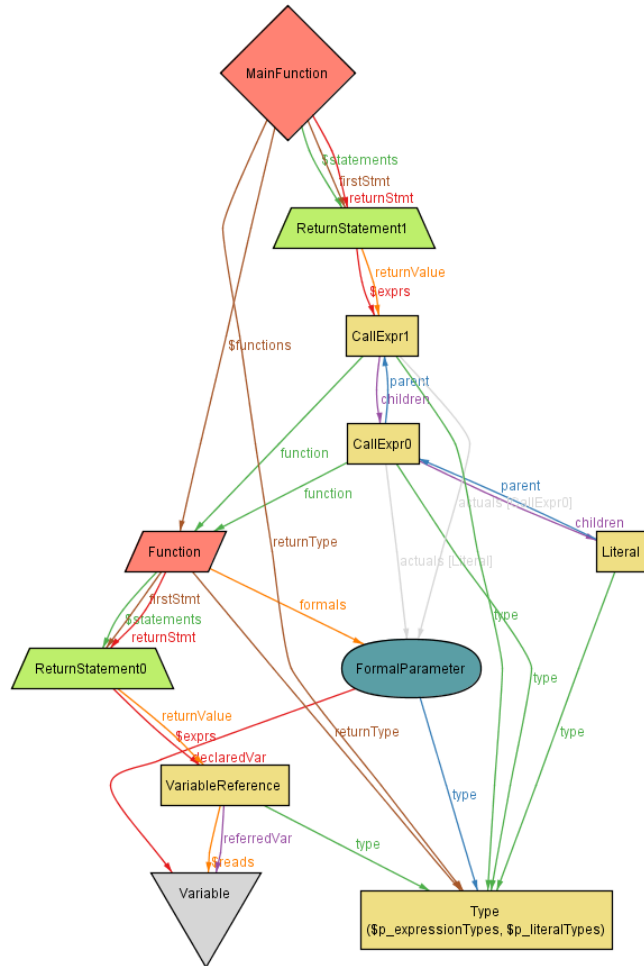 MainFunction
$statements
firstStmt
returnStmt
ReturnStatement1
returnValue
$exprs
CallExpr1
$functions
parent
children
CallExpr0
function
function
parent
actuals [CallExpr0]
children
returnType
actuals [Literal]
Function
Literal
firstStmt
$statements
returnStmt
formals
type
ReturnStatement0
FormalParameter
type
returnValue
$exprs
declaredVar
returnType
type
VariableReference
type
referredVar
type
$reads
Variable
Type
($p_expressionTypes, $p_literalTypes)